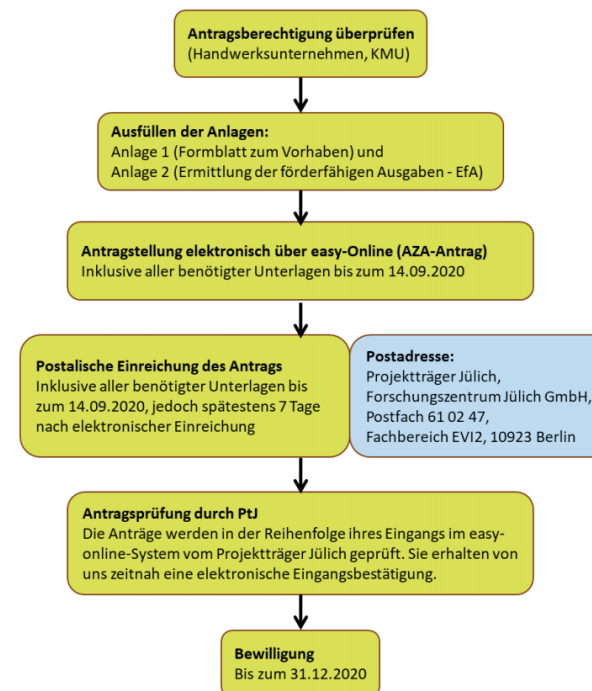 Antragsberechtigung überprüfen
(Handwerksunternehmen, KMU)
Ausfüllen der Anlagen:
Anlage 1 (Formblatt zum Vorhaben) und
Anlage 2 (Ermittlung der förderfähigen Ausgaben - EfA)
Antragstellung elektronisch über easy-Online (AZA-Antrag)
Inklusive aller benötigter Unterlagen bis zum 14.09.2020
Postalische Einreichung des Antrags
Inklusive aller benötigter Unterlagen bis
zum 14.09.2020, jedoch spätestens 7 Tage
nach elektronischer Einreichung
Postadresse:
Projektträger Jülich,
Forschungszentrum Jülich GmbH,
Postfach 61 02 47,
Fachbereich EVI2, 10923 Berlin
Antragsprüfung durch PtJ
Die Anträge werden in der Reihenfolge ihres Eingangs im easy-
online-System vom Projektträger Jülich geprüft. Sie erhalten von
uns zeitnah eine elektronische Eingangsbestätigung.
Bewilligung
Bis zum 31.12.2020